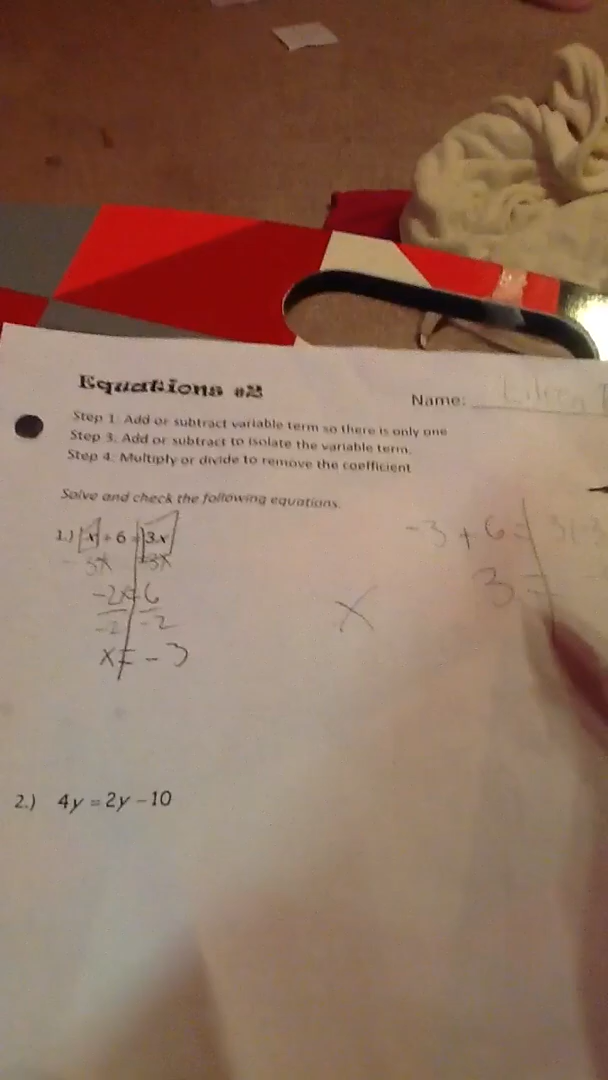 Equations #2
Name:
Step 1: Add or subtract variable term so there is only one
Step 3: Add or subtract to isolate the variable term.
Step 4: Multiply or divide to remove the coefficient
Solve and check the following equations.
1.) x + 6 = 3x
-3x -3x
-2x = 6
-2 -2
x = -3
-3 + 6 =
3 =
x
2.) 4y = 2y - 10